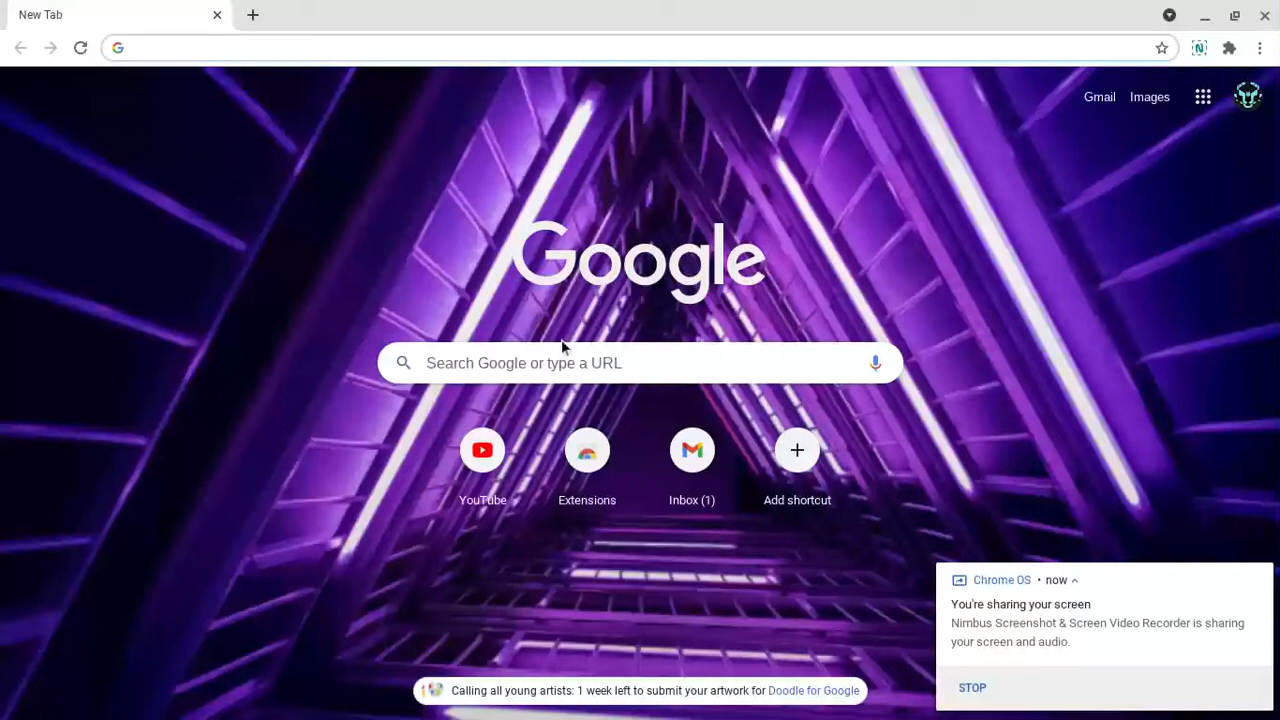 New Tab
Gmail Images
Google
Search Google or type a URL
YouTube Extensions Inbox (1) Add shortcut
Chrome OS • now
You're sharing your screen
Nimbus Screenshot & Screen Video Recorder is sharing
your screen and audio.
STOP
Calling all young artists: 1 week left to submit your artwork for Doodle for Google